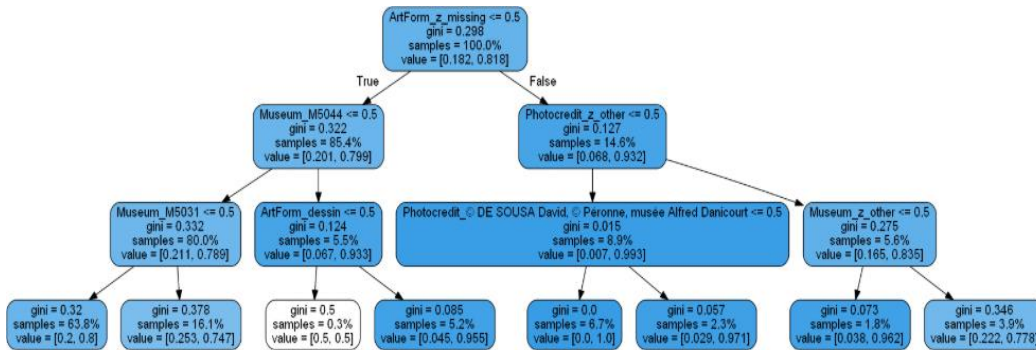 ArtForm_z_missing <= 0.5
gini = 0.298
samples = 100.0%
value = [0.182, 0.818]
True
False
Museum_M5044 <= 0.5
gini = 0.322
samples = 85.4%
value = [0.201, 0.799]
Photocredit_z_other <= 0.5
gini = 0.127
samples = 14.6%
value = [0.068, 0.932]
Museum_M5031 <= 0.5
gini = 0.332
samples = 80.0%
value = [0.211, 0.789]
ArtForm_dessin <= 0.5
gini = 0.124
samples = 5.5%
value = [0.067, 0.933]
Photocredit_© DE SOUSA David, © Péronne, musée Alfred Danicourt <= 0.5
gini = 0.015
samples = 8.9%
value = [0.007, 0.993]
Museum_z_other <= 0.5
gini = 0.275
samples = 5.6%
value = [0.165, 0.835]
gini = 0.32
samples = 63.8%
value = [0.2, 0.8]
gini = 0.378
samples = 16.1%
value = [0.253, 0.747]
gini = 0.5
samples = 0.3%
value = [0.5, 0.5]
gini = 0.085
samples = 5.2%
value = [0.045, 0.955]
gini = 0.0
samples = 6.7%
value = [0.0, 1.0]
gini = 0.057
samples = 2.3%
value = [0.029, 0.971]
gini = 0.073
samples = 1.8%
value = [0.038, 0.962]
gini = 0.346
samples = 3.9%
value = [0.222, 0.778]